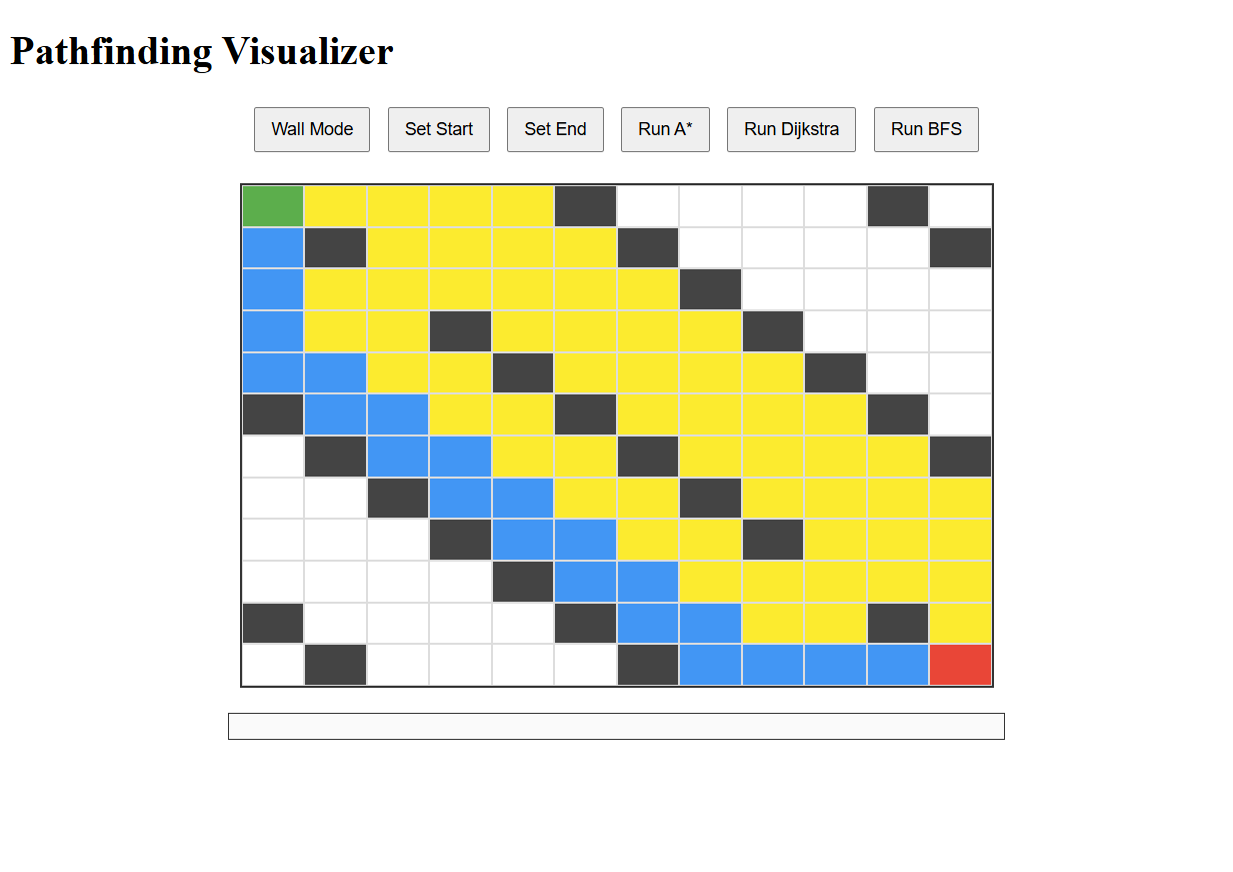 Pathfinding Visualizer
Wall Mode Set Start Set End Run A* Run Dijkstra Run BFS